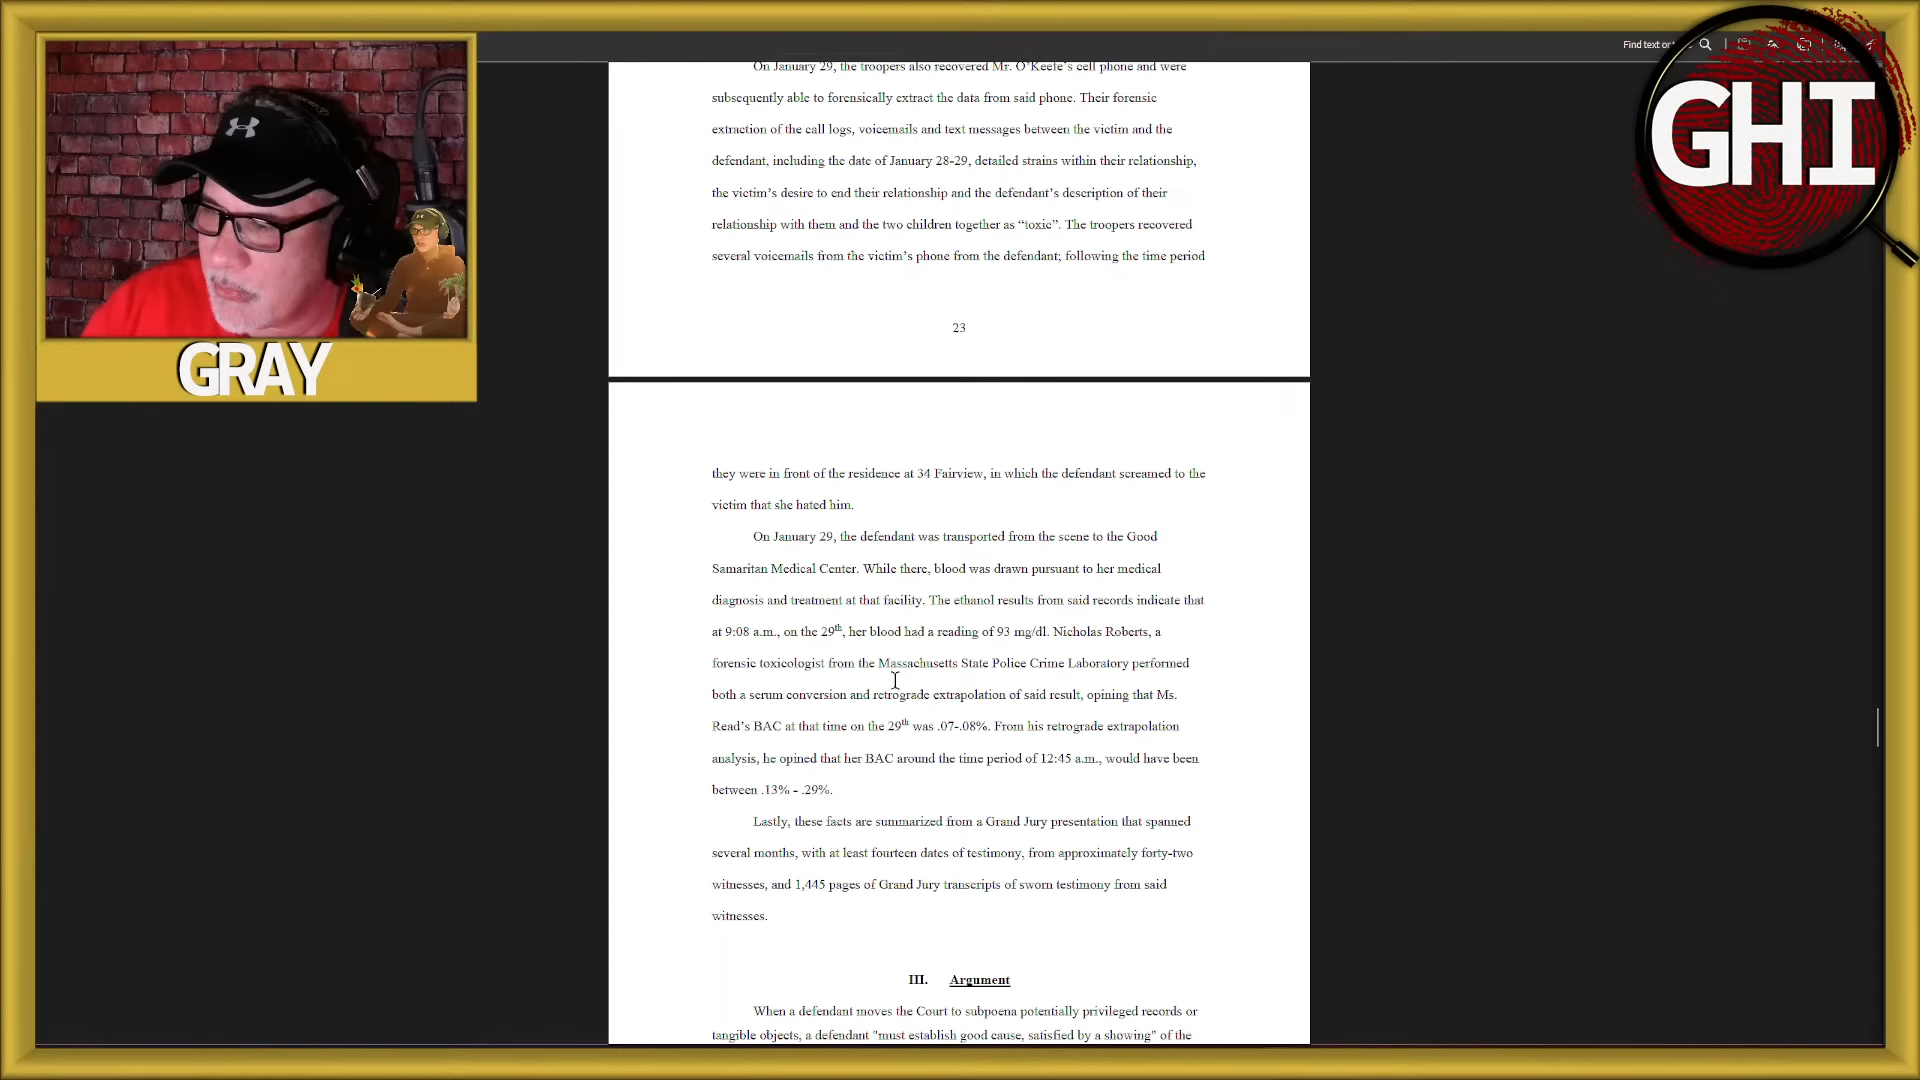 Find text or
GHI
GRAY
On January 29, the troopers also recovered Mr. O'Keefe's cell phone and were
subsequently able to forensically extract the data from said phone. Their forensic
extraction of the call logs, voicemails and text messages between the victim and the
defendant, including the date of January 28-29, detailed strains within their relationship,
the victim's desire to end their relationship and the defendant's description of their
relationship with them and the two children together as “toxic”. The troopers recovered
several voicemails from the victim's phone from the defendant; following the time period
23
they were in front of the residence at 34 Fairview, in which the defendant screamed to the
victim that she hated him.
On January 29, the defendant was transported from the scene to the Good
Samaritan Medical Center. While there, blood was drawn pursuant to her medical
diagnosis and treatment at that facility. The ethanol results from said records indicate that
at 9:08 a.m., on the 29th, her blood had a reading of 93 mg/dl. Nicholas Roberts, a
forensic toxicologist from the Massachusetts State Police Crime Laboratory performed
both a serum conversion and retrograde extrapolation of said result, opining that Ms.
Read's BAC at that time on the 29th was .07-.08%. From his retrograde extrapolation
analysis, he opined that her BAC around the time period of 12:45 a.m., would have been
between .13% - .29%.
Lastly, these facts are summarized from a Grand Jury presentation that spanned
several months, with at least fourteen dates of testimony, from approximately forty-two
witnesses, and 1,445 pages of Grand Jury transcripts of sworn testimony from said
witnesses.
III. Argument
When a defendant moves the Court to subpoena potentially privileged records or
tangible objects, a defendant "must establish good cause, satisfied by a showing" of the